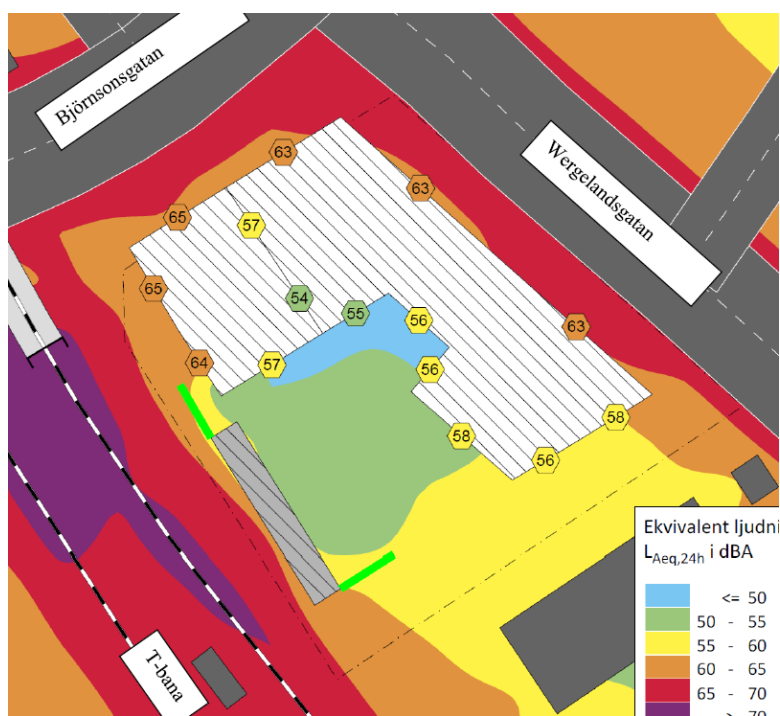 Björnsonsgatan
Wergelandsgatan
63
63
65
57
65
54
55
56
63
64
57
56
58
58
56
T-bana
Ekvivalent ljudni
LAeq,24h i dBA
<= 50
50 - 55
55 - 60
60 - 65
65 - 70
> 70